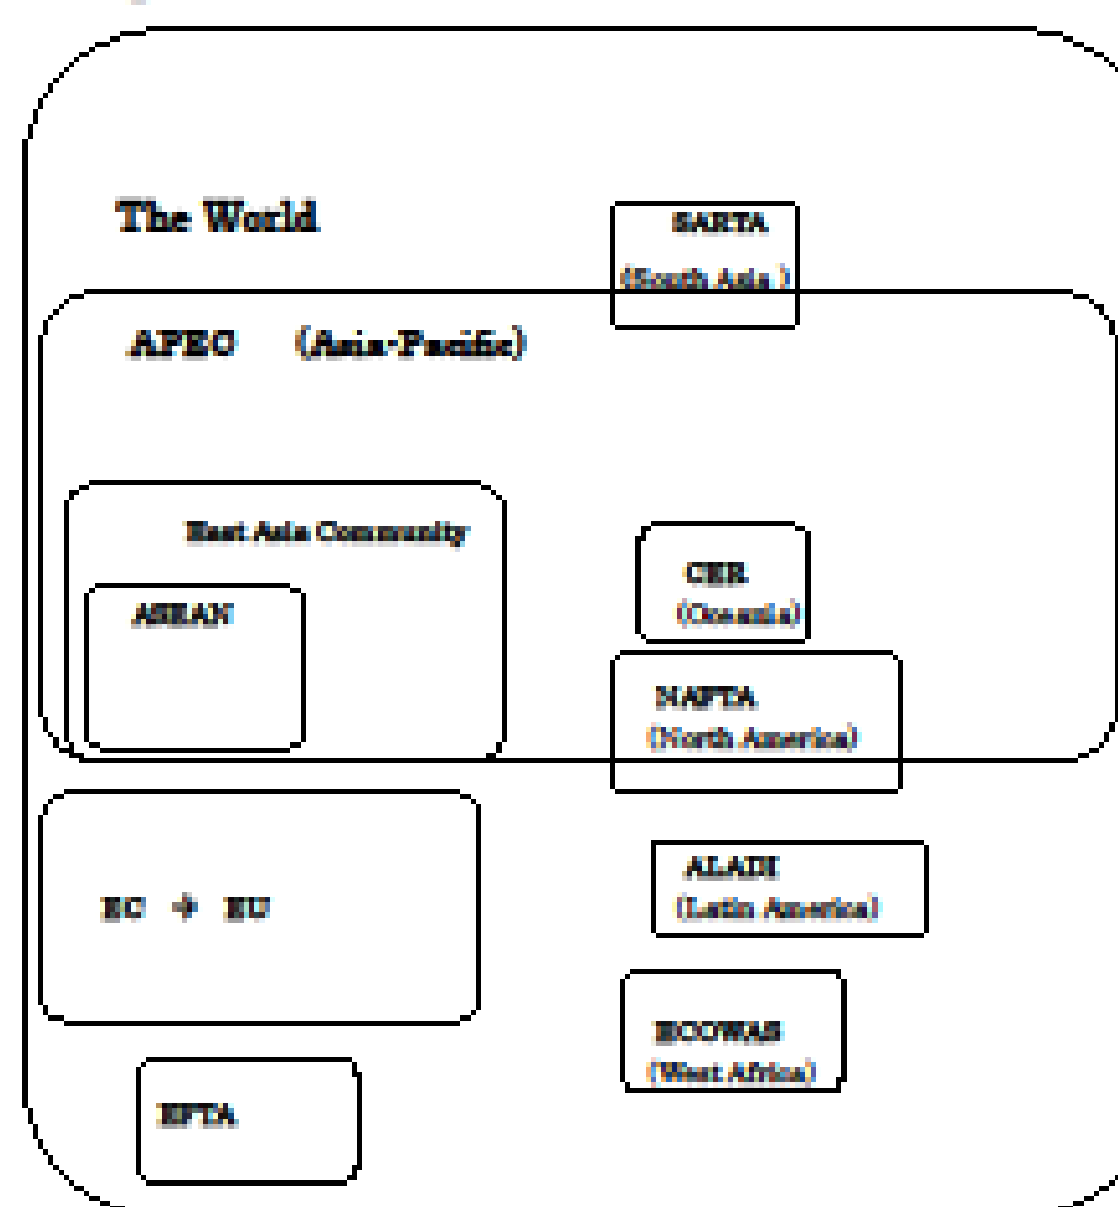 The World
SARTA
(South Asia )
APEC (Asia-Pacific)
East Asia Community
ASEAN
CER
(Oceania)
NAFTA
(North America)
EC → EU
ALADI
(Latin America)
ECOWAS
(West Africa)
EFTA